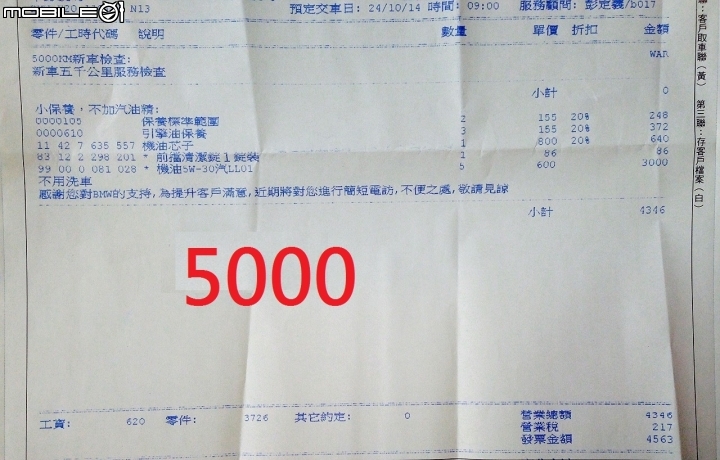 mobile01
N13 預定交車日: 24/10/14 時間: 09:00 服務顧問: 彭定義/b017
零件/工時代碼 說明 數量 單價 折扣 金額
5000KM新車檢查: WAR
新車五千公里服務檢查
小計 0
小保養, 不加汽油精:
0000105 保養標準範圍 2 155 20% 248
0000610 引擎油保養 3 155 20% 372
11 42 7 635 557 機油芯子 1 800 20% 640
83 12 2 298 201 * 前擋清潔錠1錠裝 1 86 86
99 00 0 081 028 * 機油5W-30汽LL01 5 600 3000
不用洗車
感謝您對BMW的支持,為提升客戶滿意,近期將對您進行簡短電訪,不便之處,敬請見諒
小計 4346
5000
工資: 620 零件: 3726 其它約定: 0 營業總額 4346
營業稅 217
發票金額 4563
聯:客戶取車聯(黃) 第三聯:存客戶檔案(白)